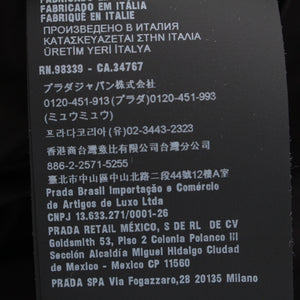 FABRICADO EM ITÁLIA
FABRIQUÉ EN ITALIE
ПРОИЗВЕДЕНО В ИТАЛИЯ
ΚΑΤΑΣΚΕΥΑΖΕΤΑΙ ΣΤΗΝ ΙΤΑΛΙΑ
ÜRETİM YERİ İTALYA
RN.98339 - CA.34767
プラダジャパン株式会社
0120-451-913 (プラダ) 0120-451-993
(ミュウミュウ)
프라다코리아 (유) 02-3443-2323
香港商台灣普比有限公司台灣分公司
886-2-2571-5255
臺北市中山區中山北路二段44號12樓A室
Prada Brasil Importação e Comércio
de Artigos de Luxo Ltda
CNPJ 13.633.271/0001-26
PRADA RETAIL MÉXICO, S DE RL DE CV
Goldsmith 53, Piso 2 Colonia Polanco III
Sección Alcaldía Miguel Hidalgo Ciudad
de Mexico - Mexico CP 11560
PRADA SPA Via Fogazzaro,28 20135 Milano